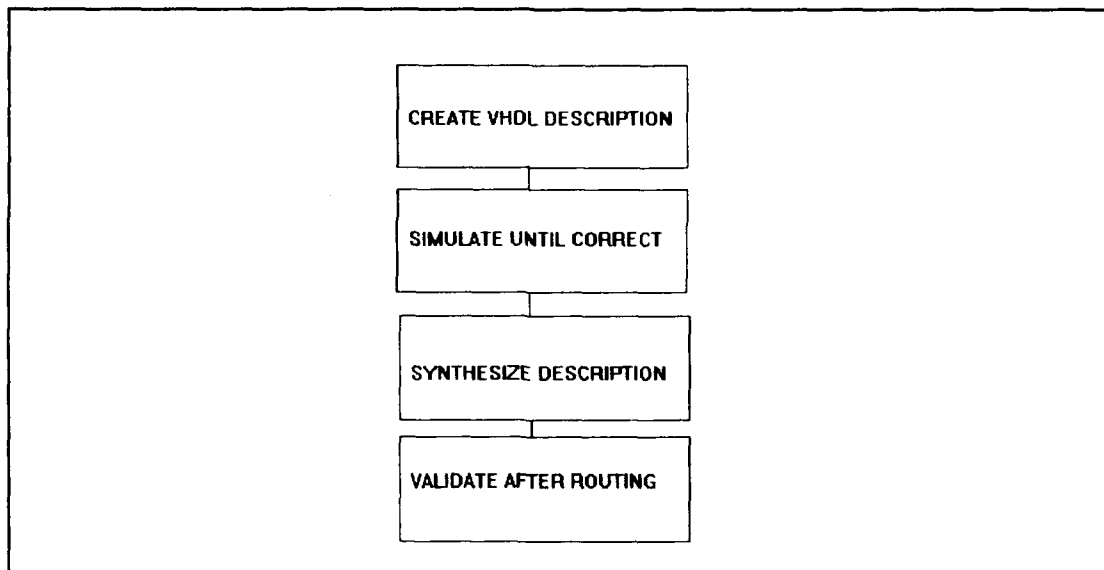 CREATE VHDL DESCRIPTION
SIMULATE UNTIL CORRECT
SYNTHESIZE DESCRIPTION
VALIDATE AFTER ROUTING